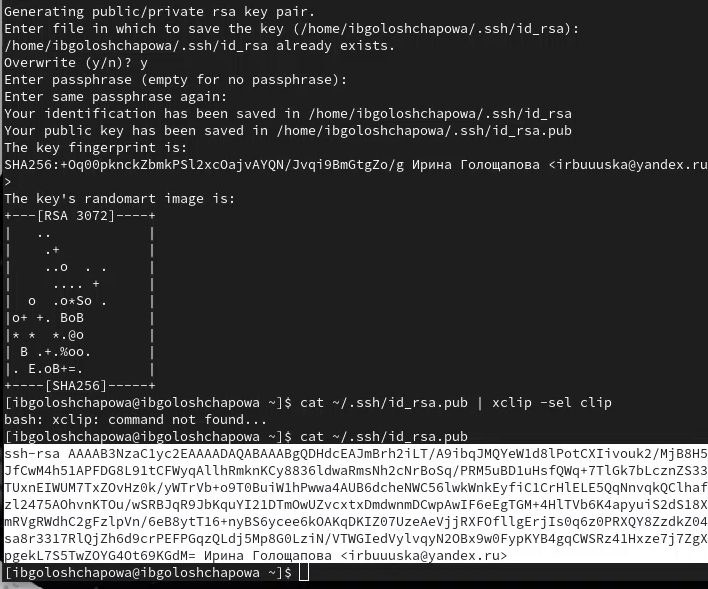 Generating public/private rsa key pair.
Enter file in which to save the key (/home/ibgoloshchapowa/.ssh/id_rsa):
/home/ibgoloshchapowa/.ssh/id_rsa already exists.
Overwrite (y/n)? y
Enter passphrase (empty for no passphrase):
Enter same passphrase again:
Your identification has been saved in /home/ibgoloshchapowa/.ssh/id_rsa
Your public key has been saved in /home/ibgoloshchapowa/.ssh/id_rsa.pub
The key fingerprint is:
SHA256:+Oq00pknckZbmkPSl2xcOajvAYQN/Jvqi9BmGtgZo/g Ирина Голощапова <irbuuuska@yandex.ru
>
The key's randomart image is:
+---[RSA 3072]----+
|   ..            |
|    .+           |
|    ..o  . .     |
|     .... +      |
|  o  .o*So .     |
|o+ +. BoB        |
|* *  *.@o        |
| B .+.%oo.       |
|. E.oB+=.        |
+----[SHA256]-----+
[ibgoloshchapowa@ibgoloshchapowa ~]$ cat ~/.ssh/id_rsa.pub | xclip -sel clip
bash: xclip: command not found...
[ibgoloshchapowa@ibgoloshchapowa ~]$ cat ~/.ssh/id_rsa.pub
ssh-rsa AAAAB3NzaC1yc2EAAAADAQABAAABgQDHdcEAJmBrh2iLT/A9ibqJMQYeW1d8lPotCXIivouk2/MjB8H5
JfCwM4h51APFDG8L91tCFWyqAllhRmknKCy8836ldwaRmsNh2cNrBoSq/PRM5uBD1uHsfQWq+7TlGk7bLcznZS33
TUxnEIWUM7TxZOvHz0k/yWTrVb+o9T0BuiW1hPwwa4AUB6dcheNWC56lwkWnkEyfiC1CrHlELE5QqNnvqkQClhaf
zl2475AOhvnKTOu/wSRBJqR9JbKquYI21DTmOwUZvcxtxDmdwnmDCwpAwIF6eEgTGM+4HlTVb6K4apyuiS2dS18X
mRVgRWdhC2gFzlpVn/6eB8ytT16+nyBS6ycee6kOAKqDKIZ07UzeAeVjjRXFOfllgErjIs0q6z0PRXQY8ZzdkZ04
sa8r3317RlQjZh6d9crPEFPGqzQLdj5Mp8G0LziN/VTWGIedVylvqyN2OBx9w0FypKYB4gqCWSRz41Hxze7j7ZgX
pgekL7S5TwZOYG4Ot69KGdM= Ирина Голощапова <irbuuuska@yandex.ru>
[ibgoloshchapowa@ibgoloshchapowa ~]$